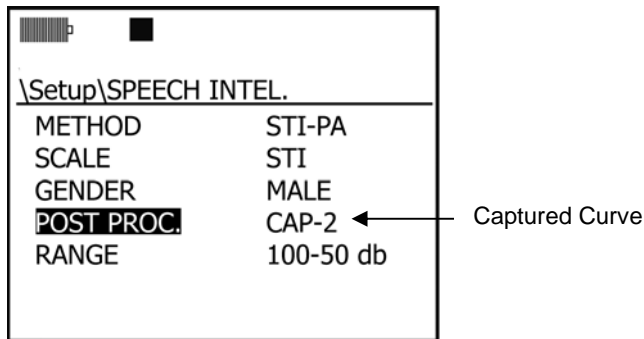 \Setup\SPEECH INTEL.
METHOD STI-PA
SCALE STI
GENDER MALE
POST PROC. CAP-2 Captured Curve
RANGE 100-50 db